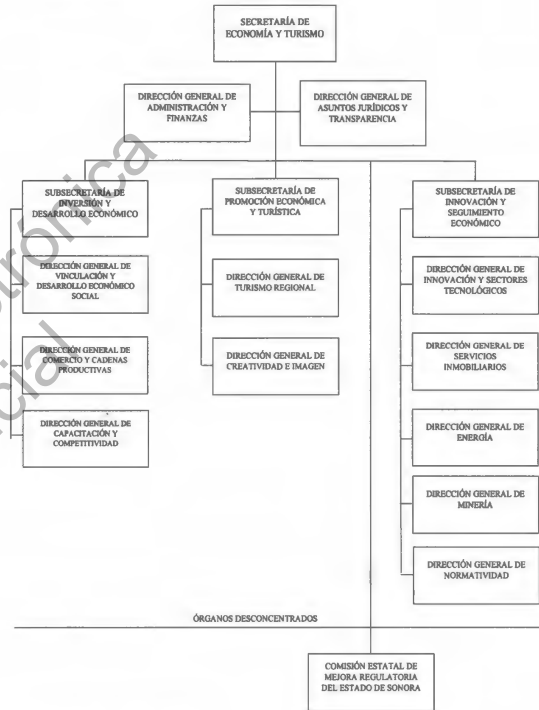 SECRETARÍA DE
ECONOMÍA Y TURISMO
DIRECCIÓN GENERAL DE
ADMINISTRACIÓN Y
FINANZAS
DIRECCIÓN GENERAL DE
ASUNTOS JURÍDICOS Y
TRANSPARENCIA
SUBSECRETARÍA DE
INVERSIÓN Y
DESARROLLO ECONÓMICO
DIRECCIÓN GENERAL DE
VINCULACIÓN Y
DESARROLLO ECONÓMICO
SOCIAL
DIRECCIÓN GENERAL DE
COMERCIO Y CADENAS
PRODUCTIVAS
DIRECCIÓN GENERAL DE
CAPACITACIÓN Y
COMPETITIVIDAD
SUBSECRETARÍA DE
PROMOCIÓN ECONÓMICA
Y TURÍSTICA
DIRECCIÓN GENERAL DE
TURISMO REGIONAL
DIRECCIÓN GENERAL DE
CREATIVIDAD E IMAGEN
SUBSECRETARÍA DE
INNOVACIÓN Y
SEGUIMIENTO
ECONÓMICO
DIRECCIÓN GENERAL DE
INNOVACIÓN Y SECTORES
TECNOLÓGICOS
DIRECCIÓN GENERAL DE
SERVICIOS
INMOBILIARIOS
DIRECCIÓN GENERAL DE
ENERGÍA
DIRECCIÓN GENERAL DE
MINERÍA
DIRECCIÓN GENERAL DE
NORMATIVIDAD
ÓRGANOS DESCONCENTRADOS
COMISIÓN ESTATAL DE
MEJORA REGULATORIA
DEL ESTADO DE SONORA